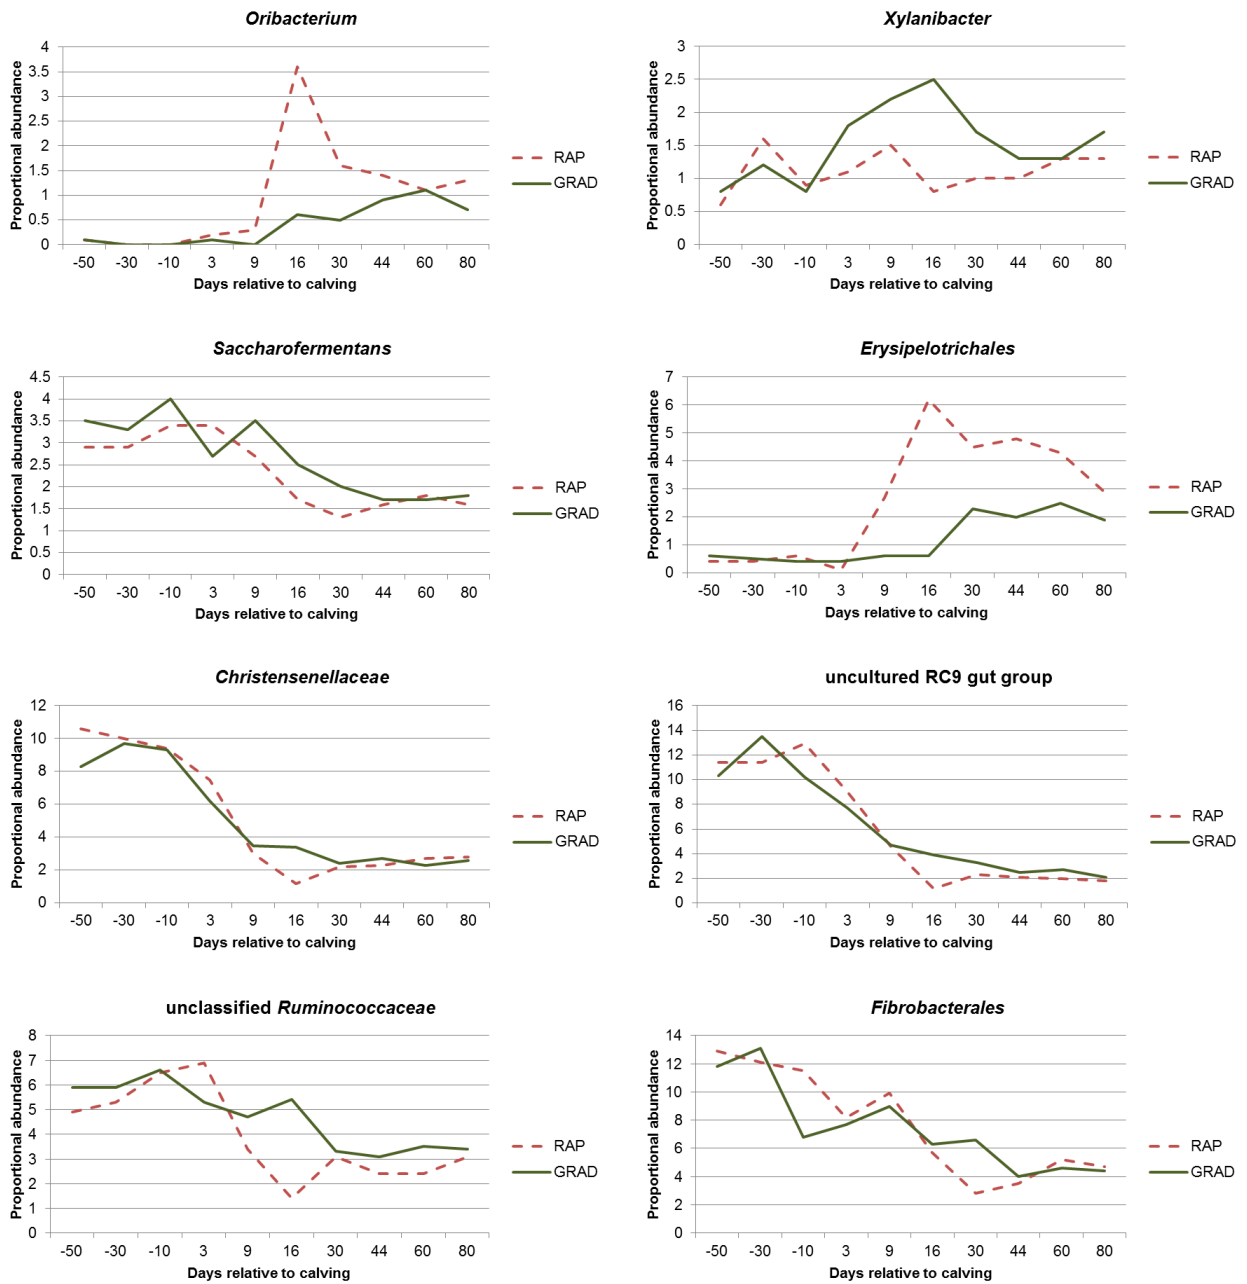 Oribacterium
Proportional abundance
4
3.5
3
2.5
2
1.5
1
0.5
0
-50 -30 -10 3 9 16 30 44 60 80
Days relative to calving
RAP
GRAD
Xylanibacter
Proportional abundance
3
2.5
2
1.5
1
0.5
0
-50 -30 -10 3 9 16 30 44 60 80
Days relative to calving
RAP
GRAD
Saccharofermentans
Proportional abundance
4.5
4
3.5
3
2.5
2
1.5
1
0.5
0
-50 -30 -10 3 9 16 30 44 60 80
Days relative to calving
RAP
GRAD
Erysipelotrichales
Proportional abundance
7
6
5
4
3
2
1
0
-50 -30 -10 3 9 16 30 44 60 80
Days relative to calving
RAP
GRAD
Christensenellaceae
Proportional abundance
12
10
8
6
4
2
0
-50 -30 -10 3 9 16 30 44 60 80
Days relative to calving
RAP
GRAD
uncultured RC9 gut group
Proportional abundance
16
14
12
10
8
6
4
2
0
-50 -30 -10 3 9 16 30 44 60 80
Days relative to calving
RAP
GRAD
unclassified Ruminococcaceae
Proportional abundance
8
7
6
5
4
3
2
1
0
-50 -30 -10 3 9 16 30 44 60 80
Days relative to calving
RAP
GRAD
Fibrobacterales
Proportional abundance
14
12
10
8
6
4
2
0
-50 -30 -10 3 9 16 30 44 60 80
Days relative to calving
RAP
GRAD